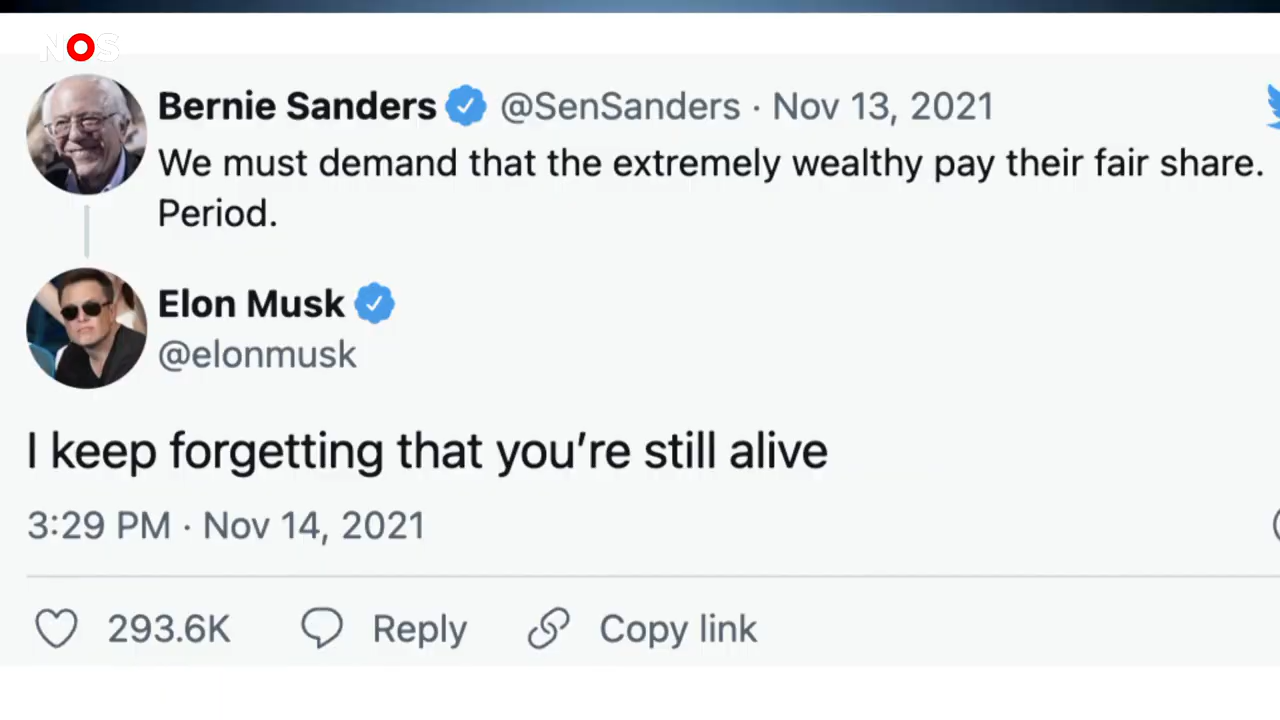 NOS
Bernie Sanders @SenSanders · Nov 13, 2021
We must demand that the extremely wealthy pay their fair share.
Period.
Elon Musk
@elonmusk
I keep forgetting that you’re still alive
3:29 PM · Nov 14, 2021
293.6K Reply Copy link